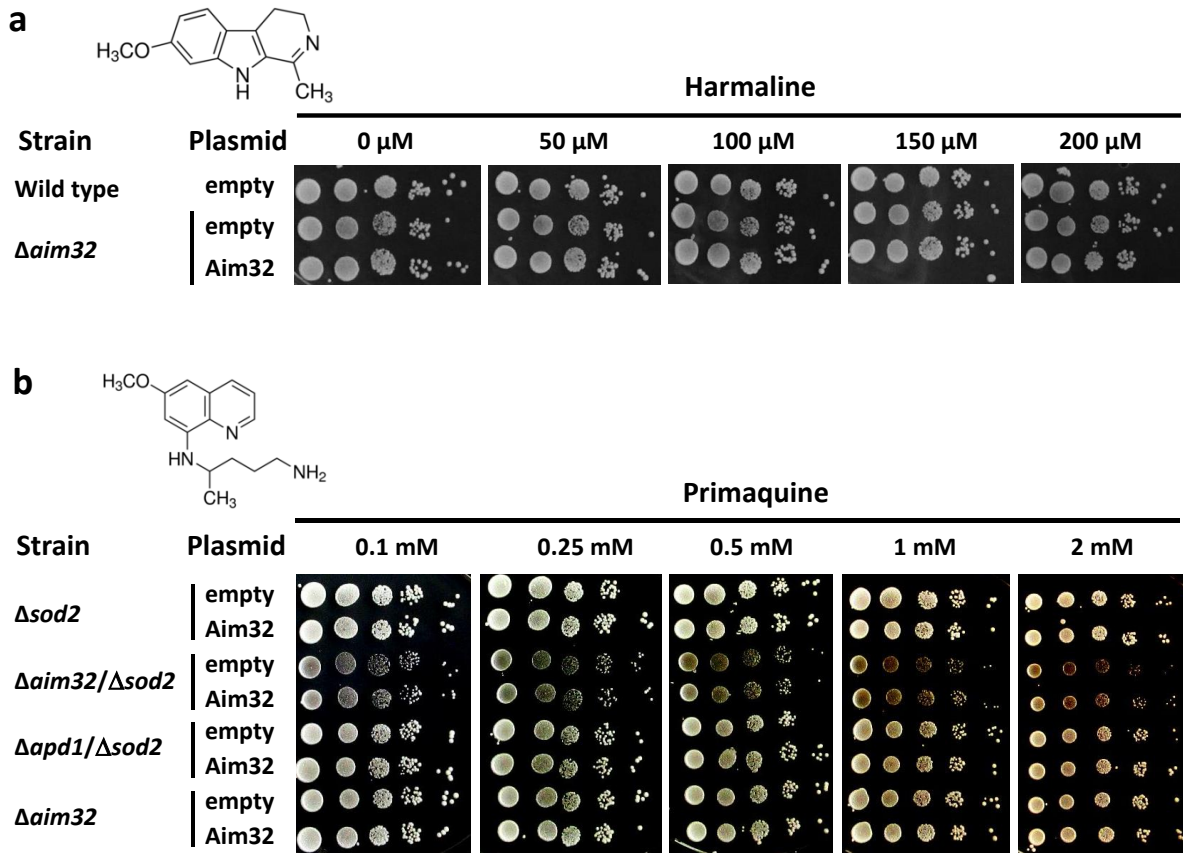 a
H₃CO
N
N
H
CH₃
Harmaline
Strain Plasmid 0 µM 50 µM 100 µM 150 µM 200 µM
Wild type empty
Δaim32 empty
Aim32
b
H₃CO
N
HN
NH₂
CH₃
Primaquine
Strain Plasmid 0.1 mM 0.25 mM 0.5 mM 1 mM 2 mM
Δsod2 empty
Aim32
Δaim32/Δsod2 empty
Aim32
Δapd1/Δsod2 empty
Aim32
Δaim32 empty
Aim32